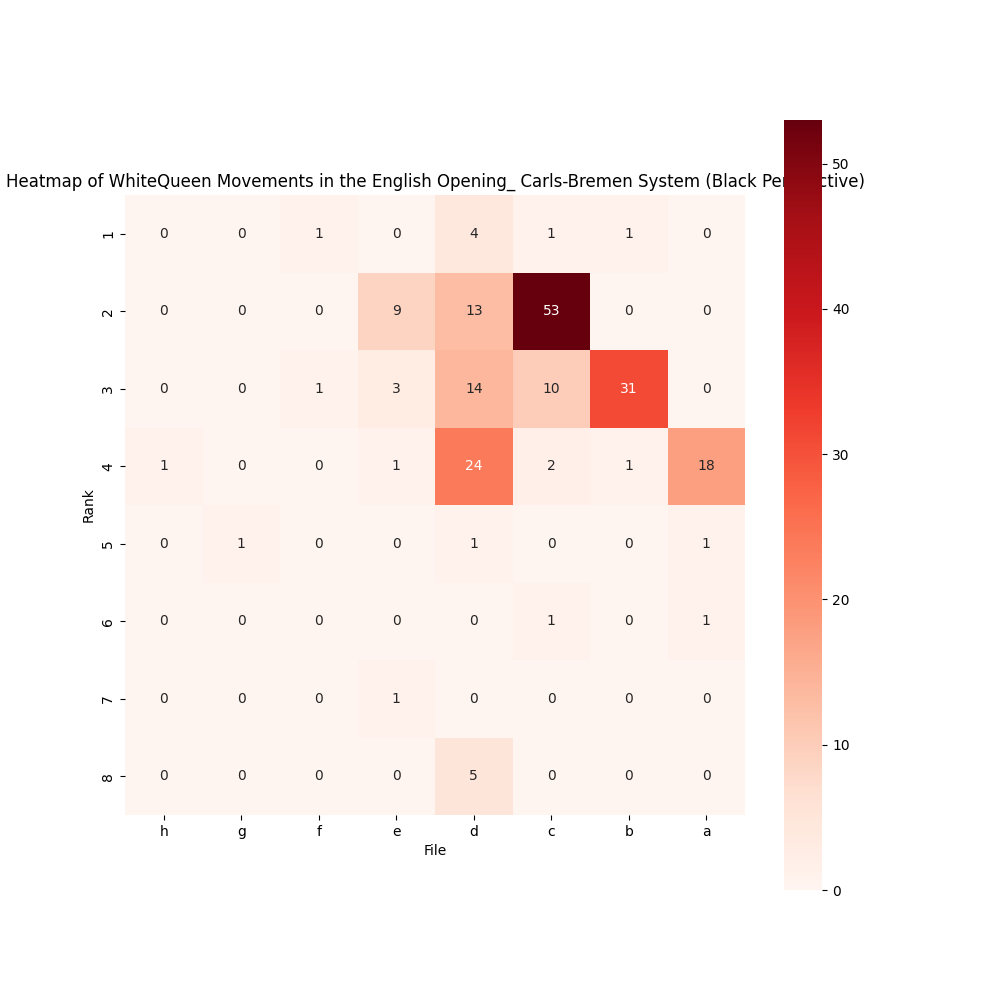 Heatmap of WhiteQueen Movements in the English Opening_ Carls-Bremen System (Black Per ctive)
50
40
30
20
10
0
Rank
1 0 0 1 0 4 1 1 0
2 0 0 0 9 13 53 0 0
3 0 0 1 3 14 10 31 0
4 1 0 0 1 24 2 1 18
5 0 1 0 0 1 0 0 1
6 0 0 0 0 0 1 0 1
7 0 0 0 1 0 0 0 0
8 0 0 0 0 5 0 0 0
h g f e d c b a
File